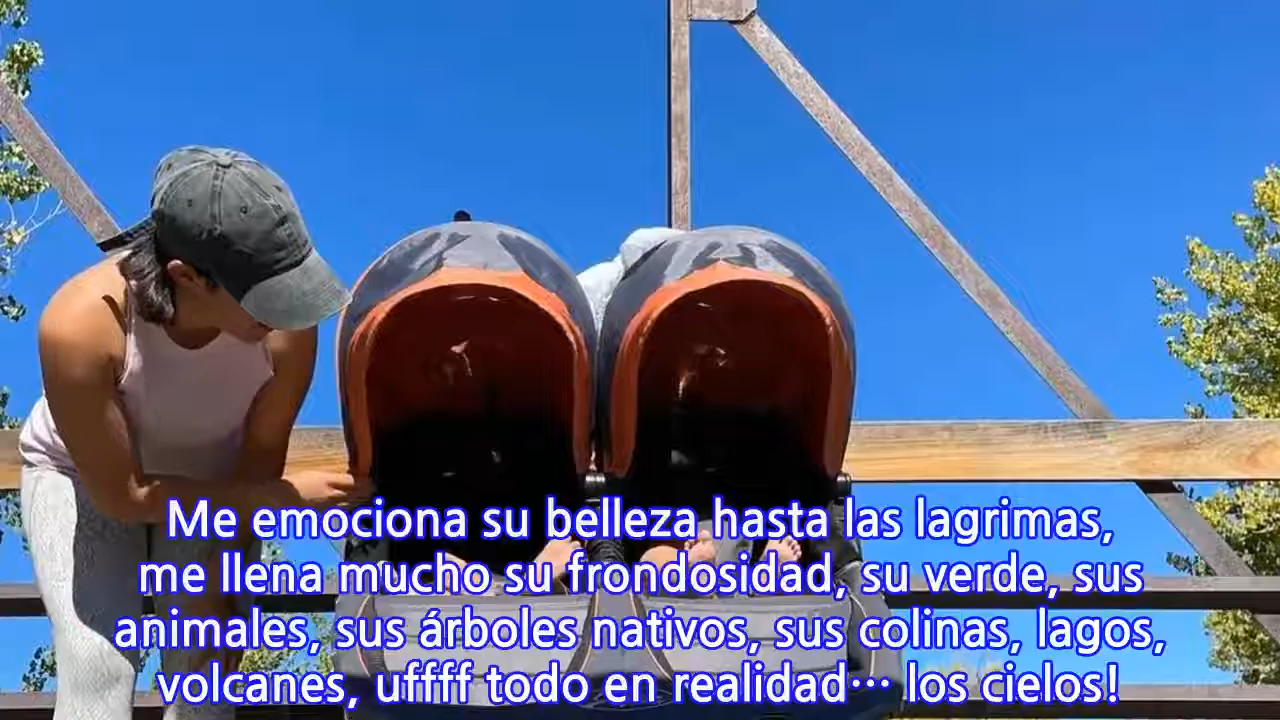 Me emociona su belleza hasta las lagrimas,
me llena mucho su frondosidad, su verde, sus
animales, sus árboles nativos, sus colinas, lagos,
volcanes, uffff todo en realidad… los cielos!